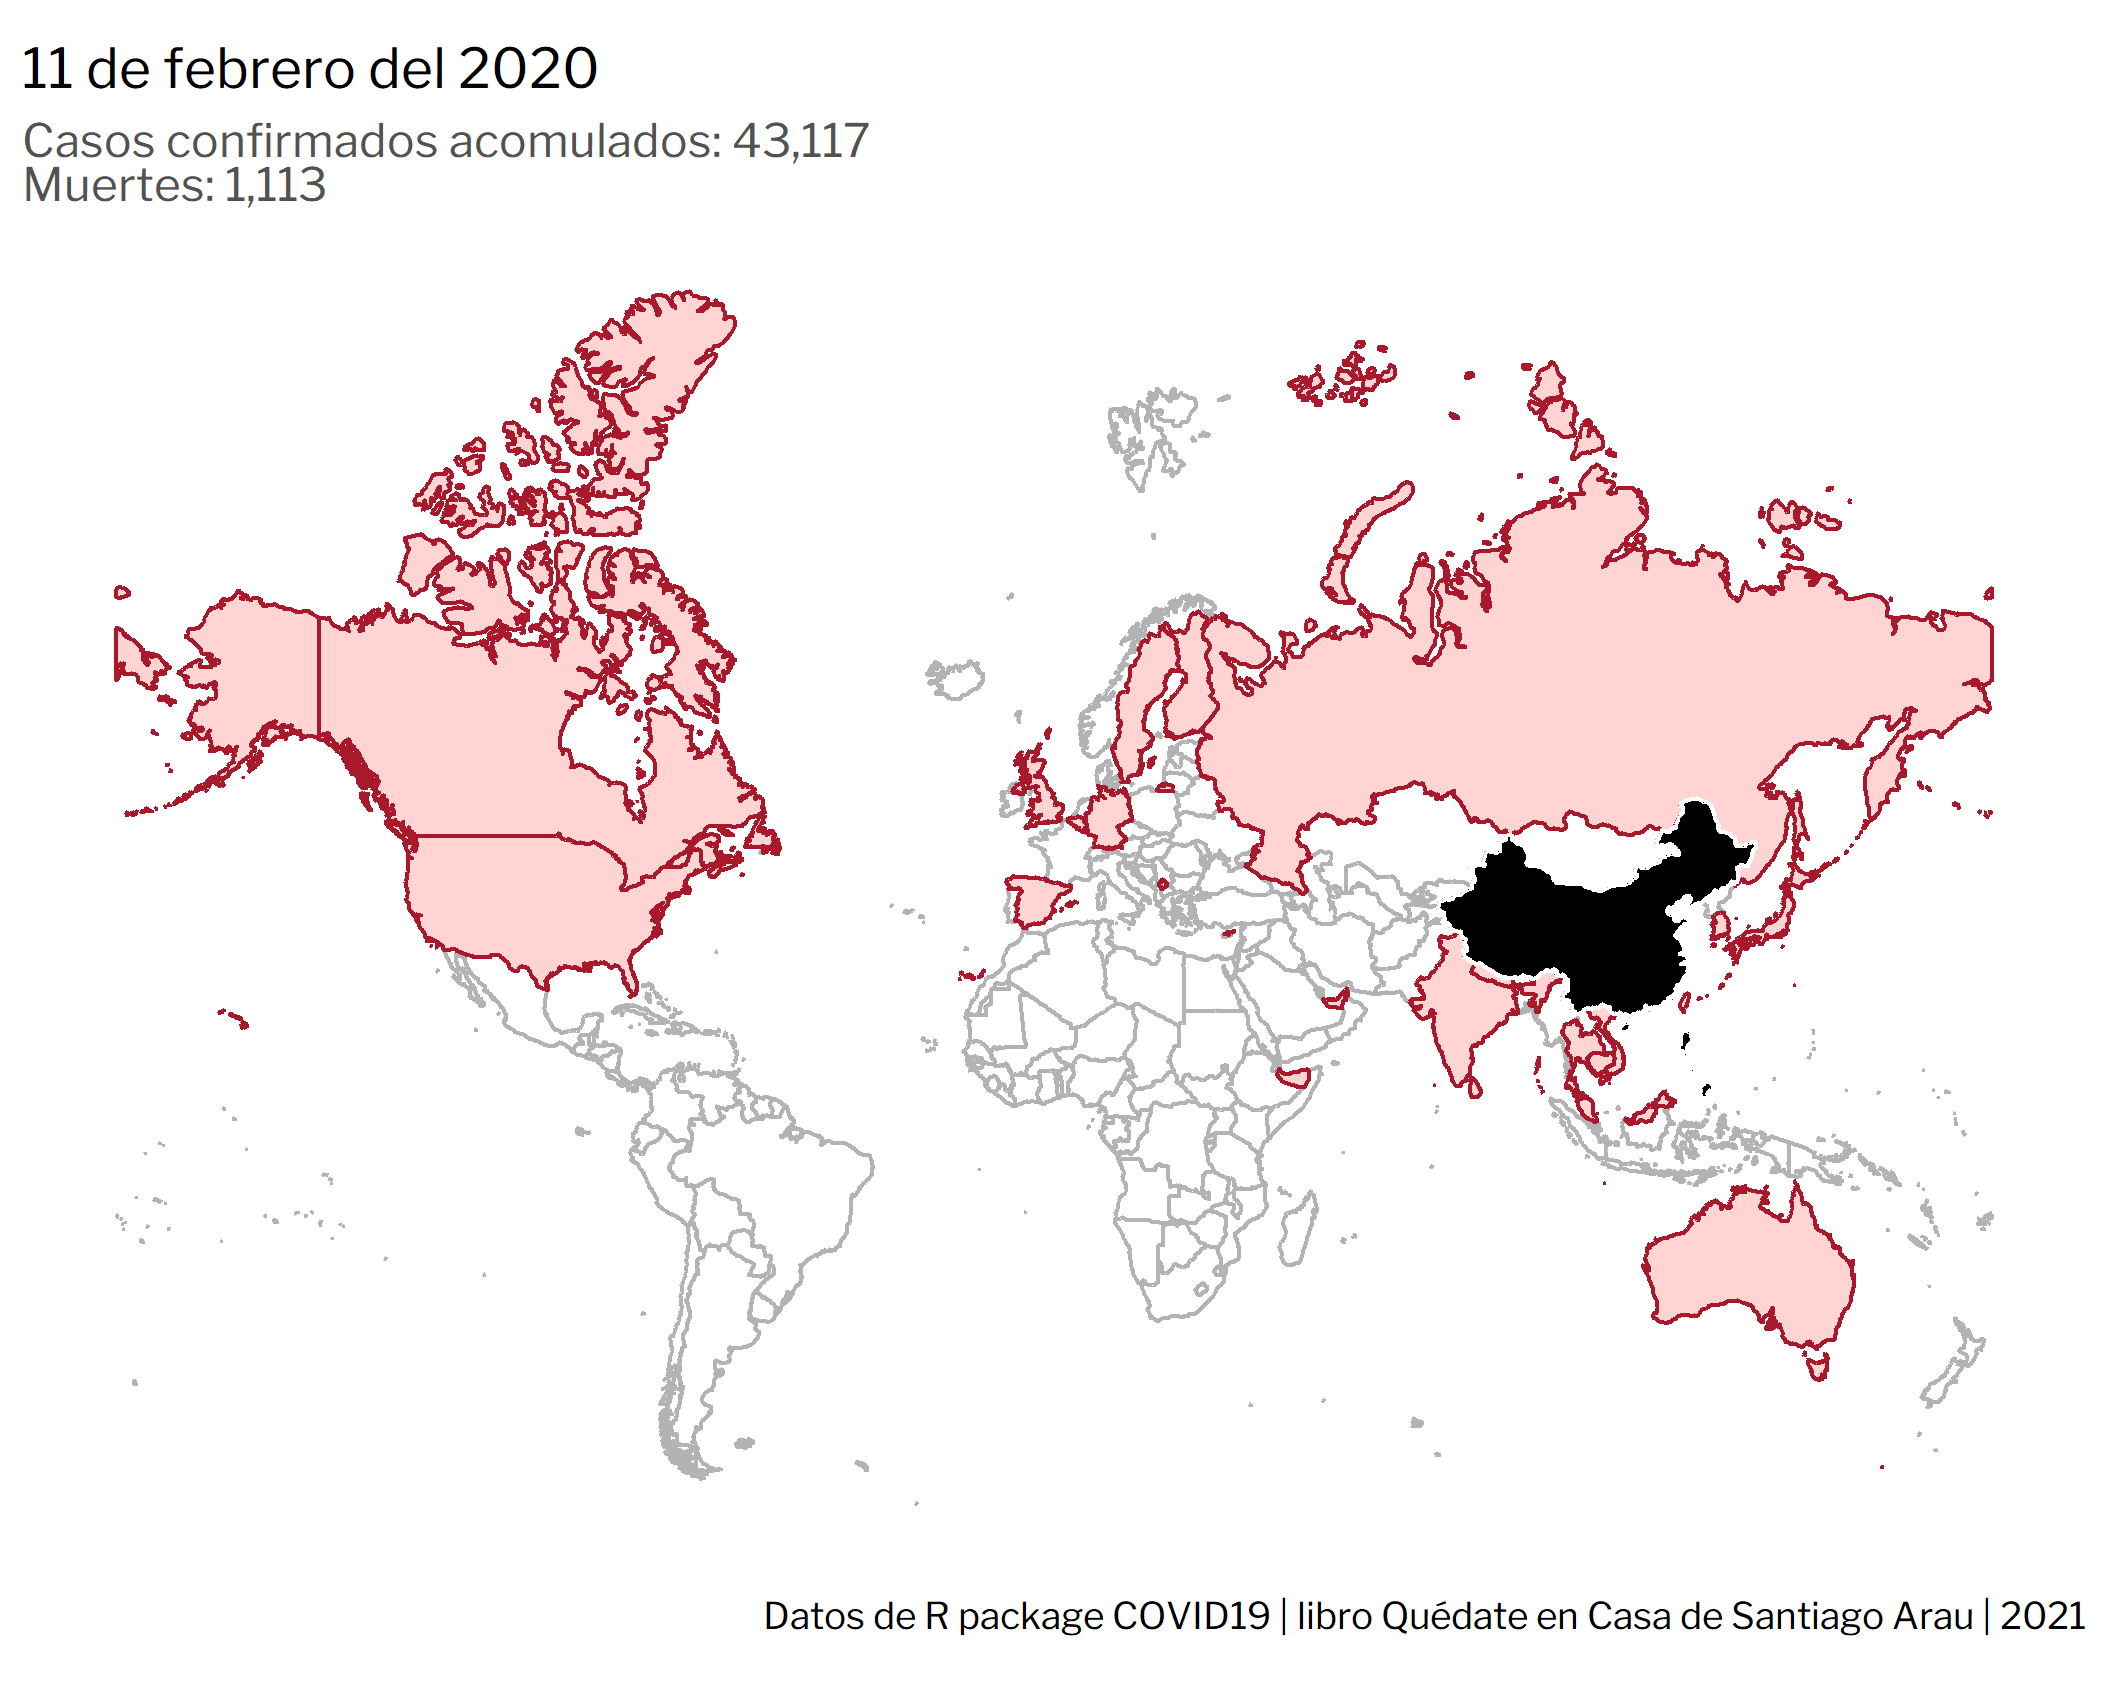 11 de febrero del 2020
Casos confirmados acomulados: 43,117
Muertes: 1,113
Datos de R package COVID19 | libro Quédate en Casa de Santiago Arau | 2021